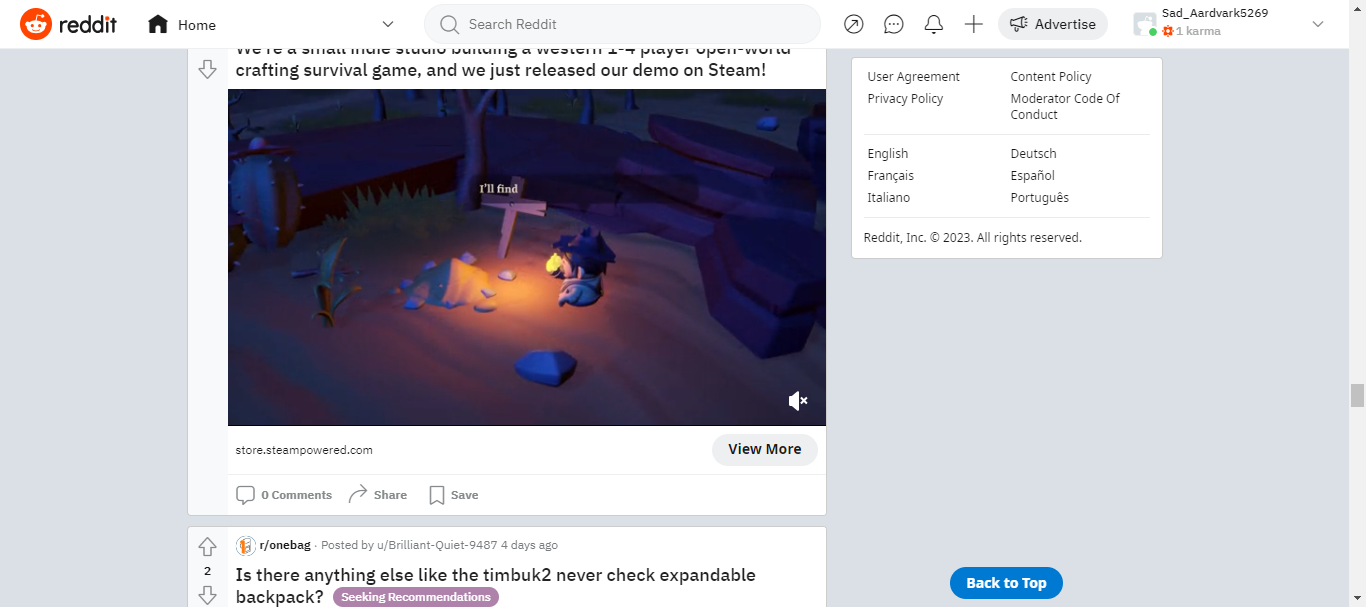 reddit
Home
Search Reddit
Advertise
Sad_Aardvark5269
1 karma
We're a small indie studio building a western 1-4 player open-world
crafting survival game, and we just released our demo on Steam!
I'll find
store.steampowered.com
View More
0 Comments
Share
Save
2
r/onebag · Posted by u/Brilliant-Quiet-9487 4 days ago
Is there anything else like the timbuk2 never check expandable
backpack? Seeking Recommendations
User Agreement
Content Policy
Privacy Policy
Moderator Code Of
Conduct
English
Deutsch
Français
Español
Italiano
Português
Reddit, Inc. © 2023. All rights reserved.
Back to Top